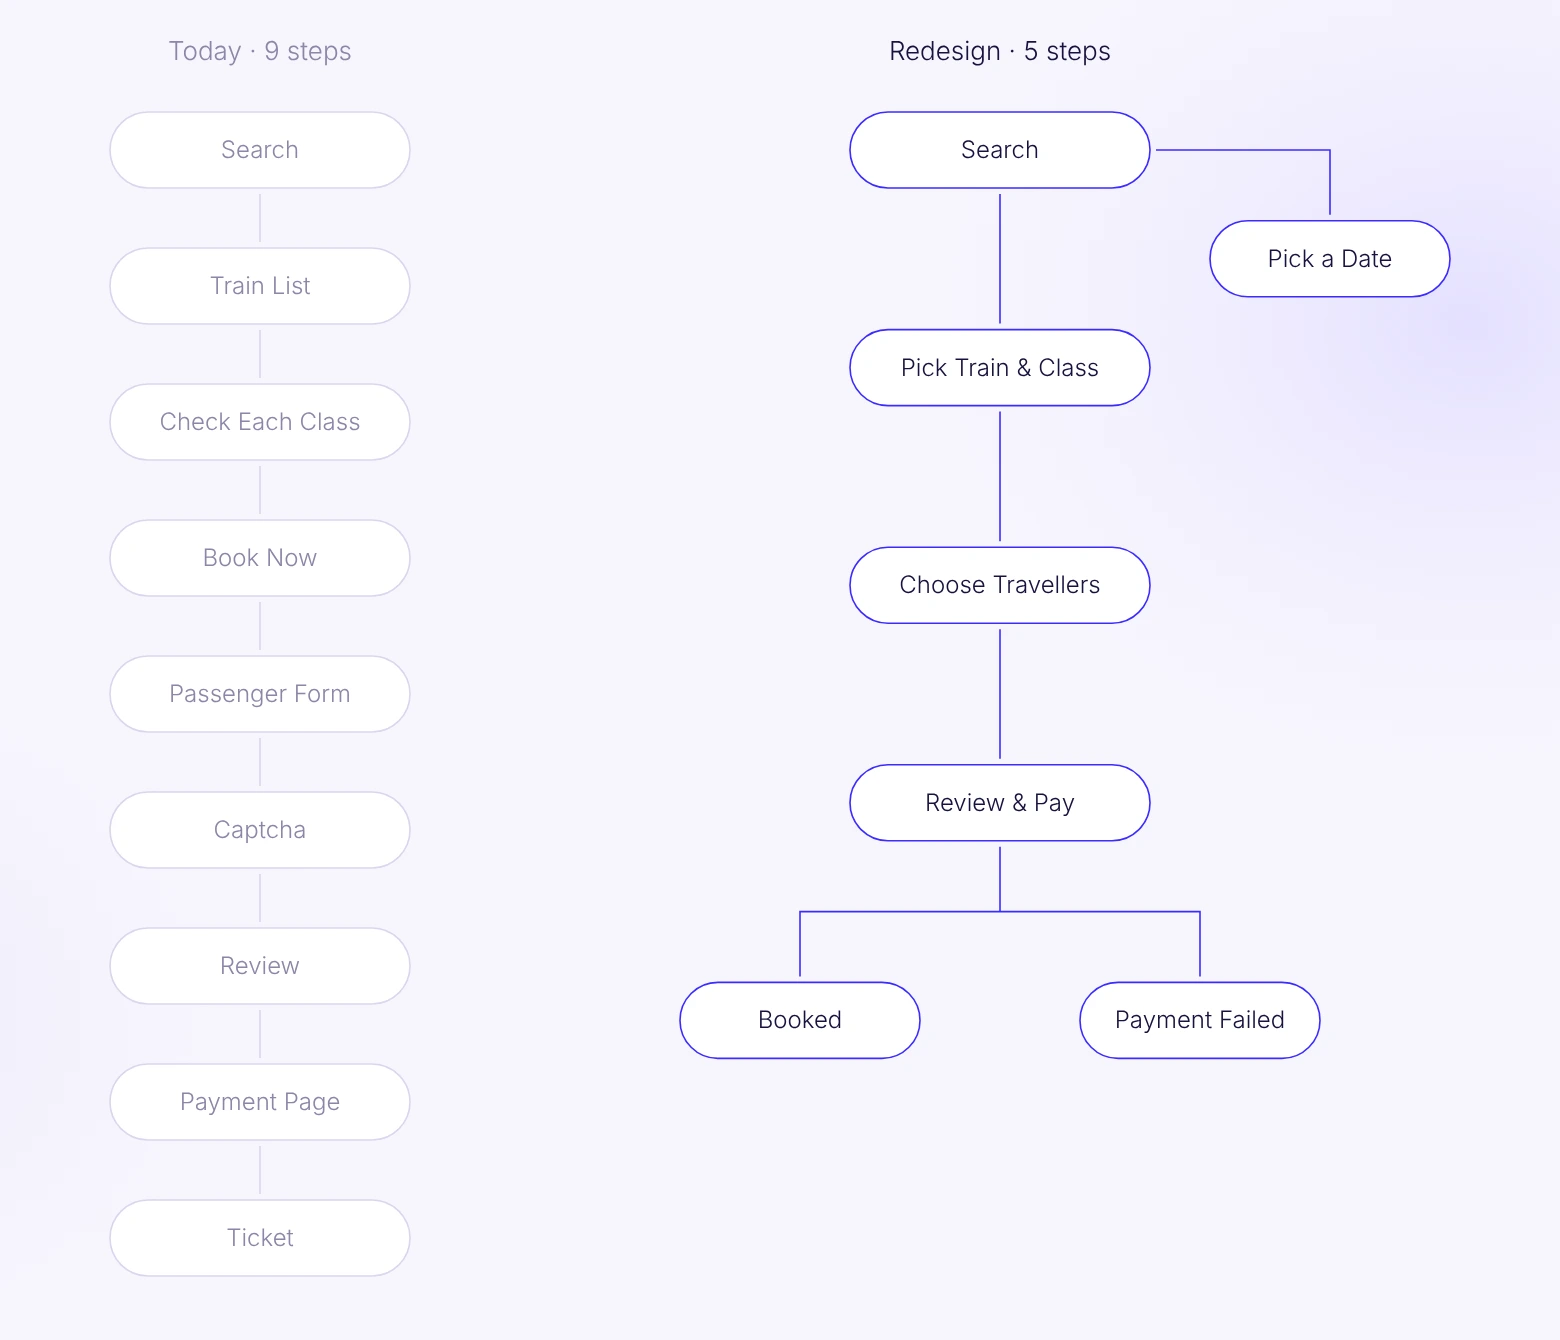 Today · 9 steps
Search
Train List
Check Each Class
Book Now
Passenger Form
Captcha
Review
Payment Page
Ticket
Redesign · 5 steps
Search
Pick a Date
Pick Train & Class
Choose Travellers
Review & Pay
Booked
Payment Failed